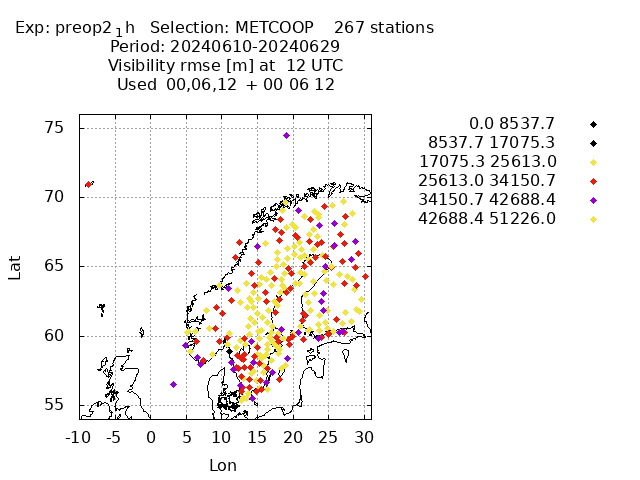 Exp: preop2_1h   Selection: METCOOP    267 stations
Period: 20240610-20240629
Visibility rmse [m] at  12 UTC
Used  00,06,12  + 00 06 12
0.0 8537.7
8537.7 17075.3
17075.3 25613.0
25613.0 34150.7
34150.7 42688.4
42688.4 51226.0
75
70
65
60
55
Lat
-10 -5 0 5 10 15 20 25 30
Lon